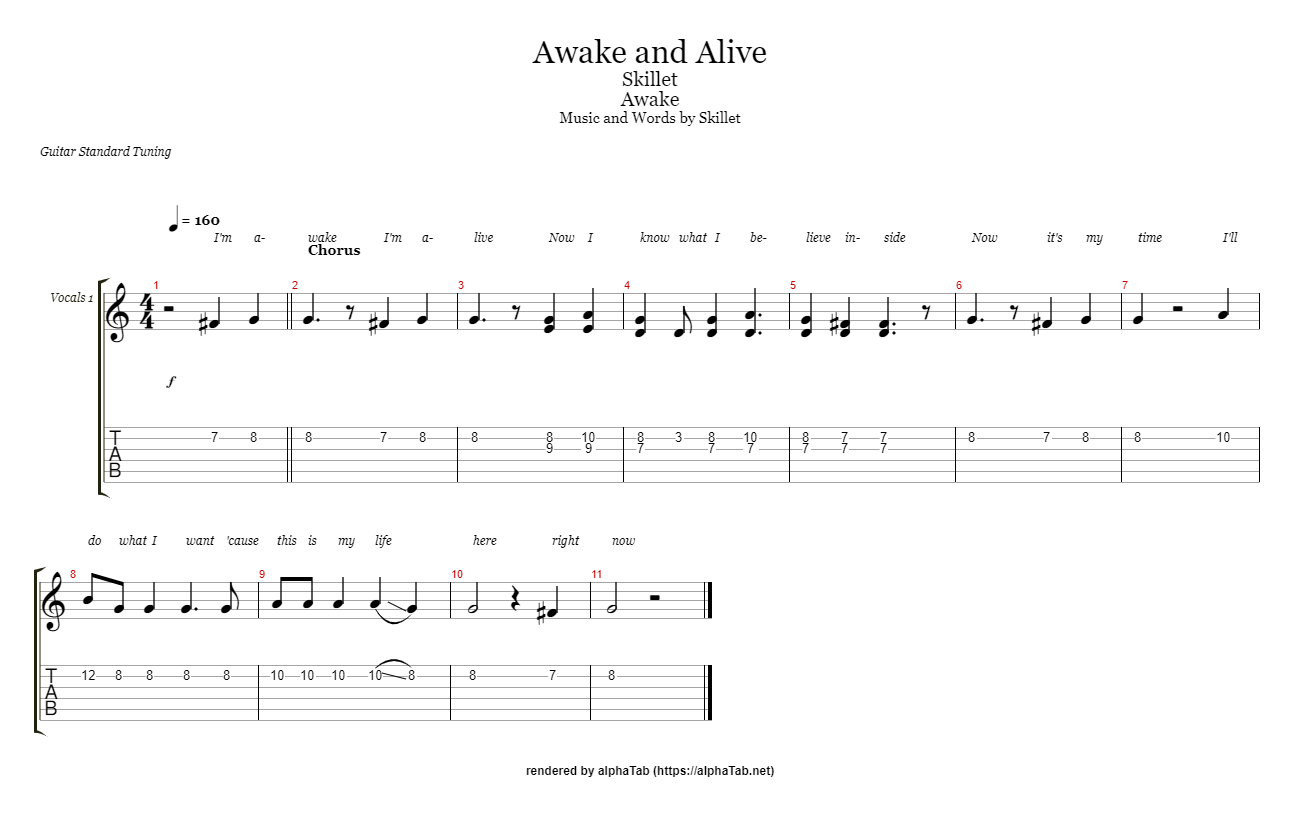 Awake and Alive
Skillet
Awake
Music and Words by Skillet
Guitar Standard Tuning
= 160
I'm a- wake I'm a- live Now I know what I be- lieve in- side Now it's my time I'll
Chorus
1 2 3 4 5 6 7
Vocals 1
4
4
f
7 8 8 7 8 8 8 10 8 3 8 10 8 7 7 8 7 8 8 10
T 9 9 7 7 7 7 7 7
A
B
do what I want 'cause this is my life here right now
8 9 10 11
T 12 8 8 8 8 10 10 10 10 8 8 7 8
A
B
rendered by alphaTab (https://alphaTab.net)